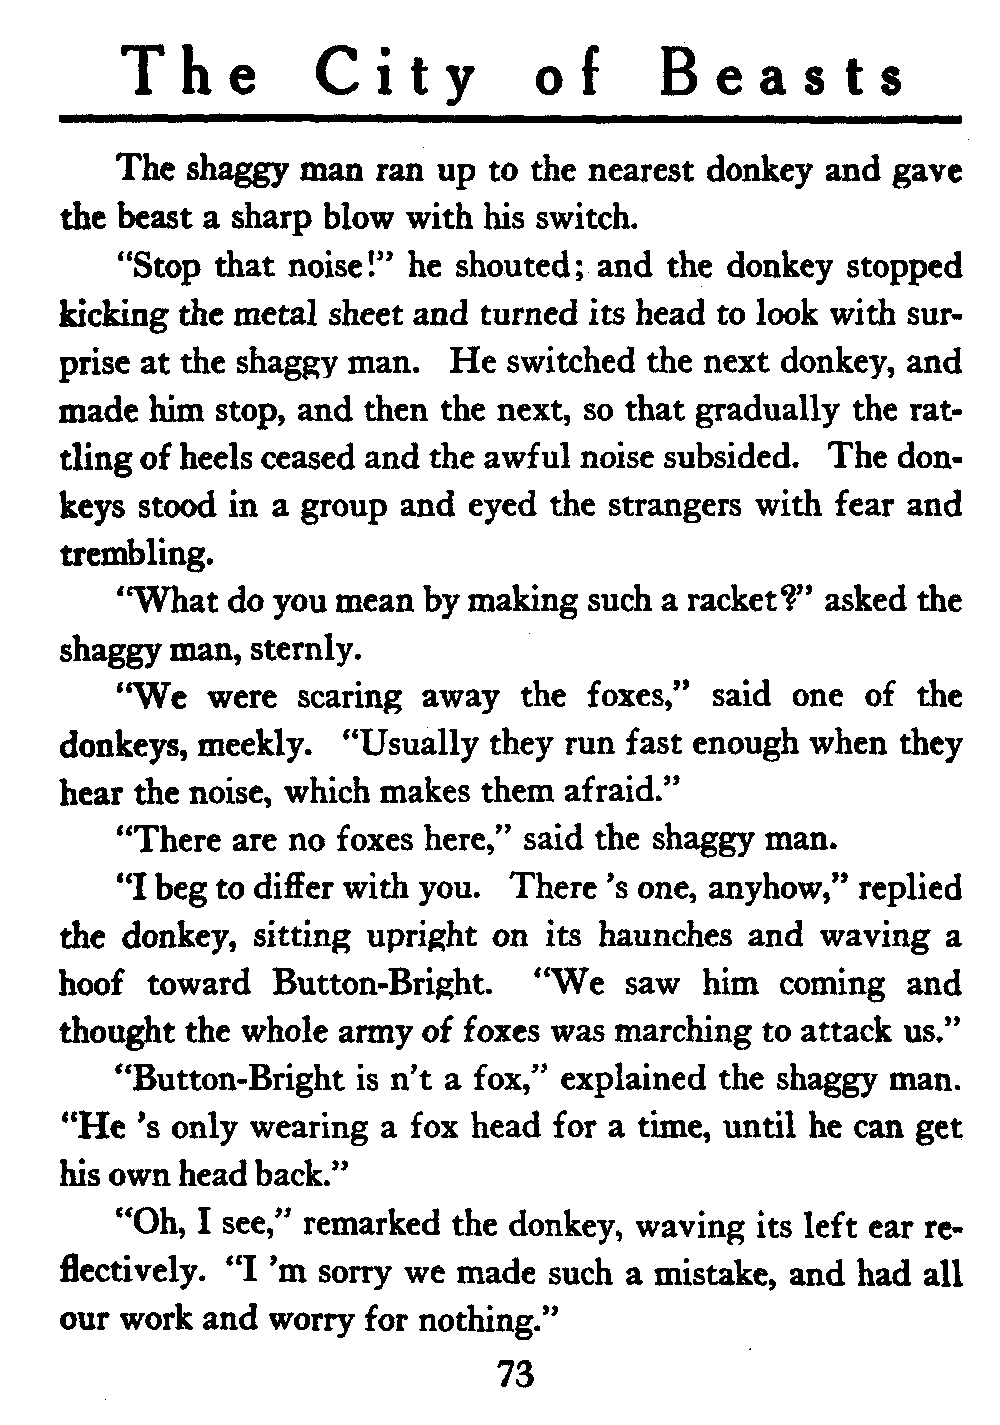 The City of Beasts
The shaggy man ran up to the nearest donkey and gave
the beast a sharp blow with his switch.
“Stop that noise!” he shouted; and the donkey stopped
kicking the metal sheet and turned its head to look with sur-
prise at the shaggy man. He switched the next donkey, and
made him stop, and then the next, so that gradually the rat-
tling of heels ceased and the awful noise subsided. The don-
keys stood in a group and eyed the strangers with fear and
trembling.
“What do you mean by making such a racket?” asked the
shaggy man, sternly.
“We were scaring away the foxes,” said one of the
donkeys, meekly. “Usually they run fast enough when they
hear the noise, which makes them afraid.”
“There are no foxes here,” said the shaggy man.
“I beg to differ with you. There ’s one, anyhow,” replied
the donkey, sitting upright on its haunches and waving a
hoof toward Button-Bright. “We saw him coming and
thought the whole army of foxes was marching to attack us.”
“Button-Bright is n’t a fox,” explained the shaggy man.
“He ’s only wearing a fox head for a time, until he can get
his own head back.”
“Oh, I see,” remarked the donkey, waving its left ear re-
flectively. “I ’m sorry we made such a mistake, and had all
our work and worry for nothing.”
73